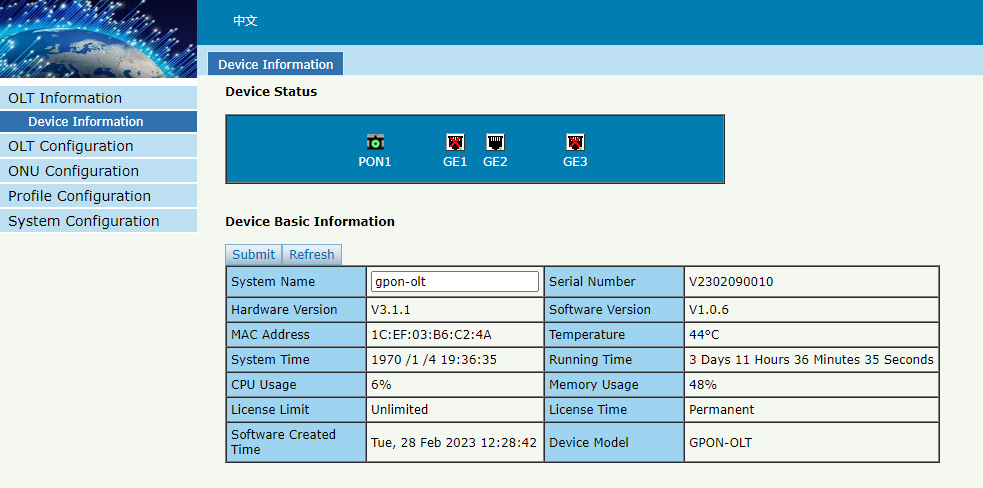 中文
Device Information
OLT Information
Device Information
OLT Configuration
ONU Configuration
Profile Configuration
System Configuration
Device Status
PON1 GE1 GE2 GE3
Device Basic Information
Submit Refresh
System Name gpon-olt Serial Number V2302090010
Hardware Version V3.1.1 Software Version V1.0.6
MAC Address 1C:EF:03:B6:C2:4A Temperature 44°C
System Time 1970 /1 /4 19:36:35 Running Time 3 Days 11 Hours 36 Minutes 35 Seconds
CPU Usage 6% Memory Usage 48%
License Limit Unlimited License Time Permanent
Software Created Time Tue, 28 Feb 2023 12:28:42 Device Model GPON-OLT